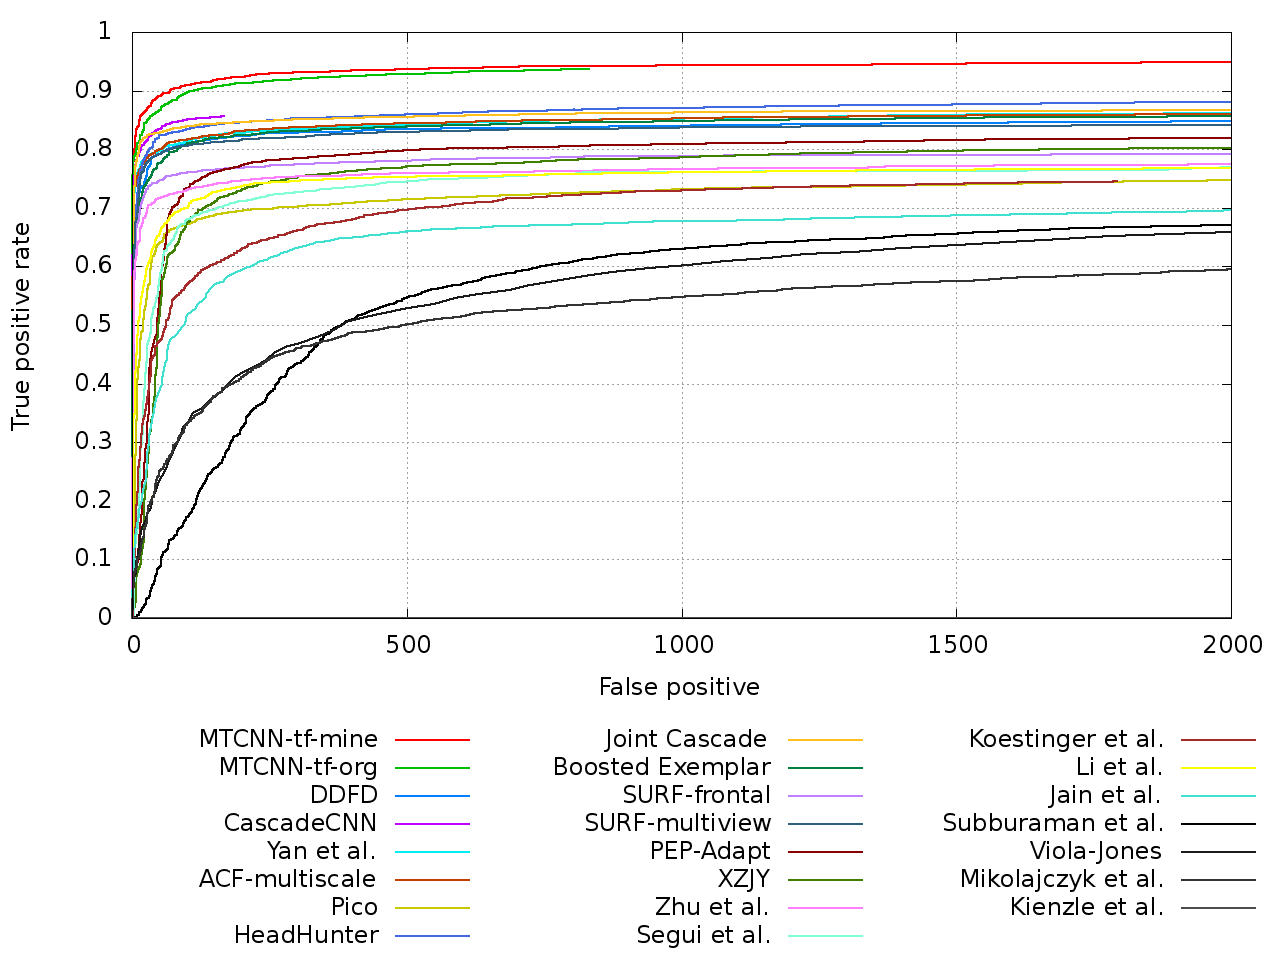 1
0.9
0.8
0.7
0.6
0.5
0.4
0.3
0.2
0.1
0
True positive rate
0 500 1000 1500 2000
False positive
MTCNN-tf-mine Joint Cascade Koestinger et al.
MTCNN-tf-org Boosted Exemplar Li et al.
DDFD SURF-frontal Jain et al.
CascadeCNN SURF-multiview Subburaman et al.
Yan et al. PEP-Adapt Viola-Jones
ACF-multiscale XZJY Mikolajczyk et al.
Pico Zhu et al. Kienzle et al.
HeadHunter Segui et al.